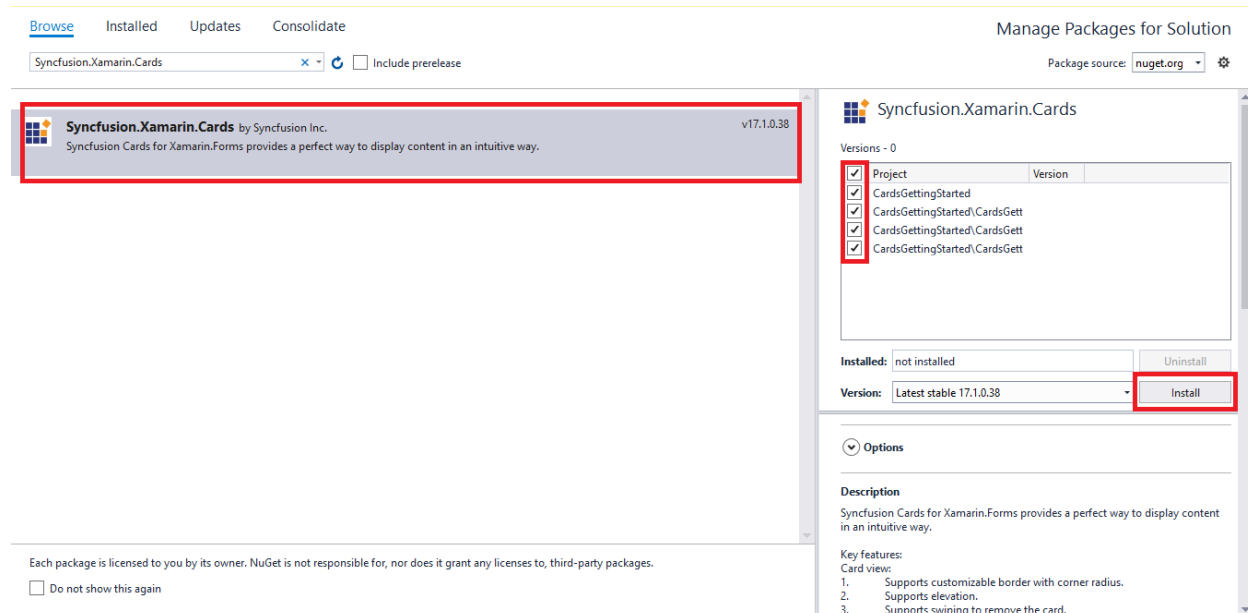 Browse Installed Updates Consolidate
Manage Packages for Solution
Syncfusion.Xamarin.Cards
Include prerelease
Package source: nuget.org
Syncfusion.Xamarin.Cards by Syncfusion Inc.
v17.1.0.38
Syncfusion Cards for Xamarin.Forms provides a perfect way to display content in an intuitive way.
Each package is licensed to you by its owner. NuGet is not responsible for, nor does it grant any licenses to, third-party packages.
Do not show this again
Syncfusion.Xamarin.Cards
Versions - 0
Project Version
CardsGettingStarted
CardsGettingStarted\CardsGett
CardsGettingStarted\CardsGett
CardsGettingStarted\CardsGett
Installed: not installed Uninstall
Version: Latest stable 17.1.0.38 Install
Options
Description
Syncfusion Cards for Xamarin.Forms provides a perfect way to display content
in an intuitive way.
Key features:
Card view:
1. Supports customizable border with corner radius.
2. Supports elevation.
3. Supports swiping to remove the card.